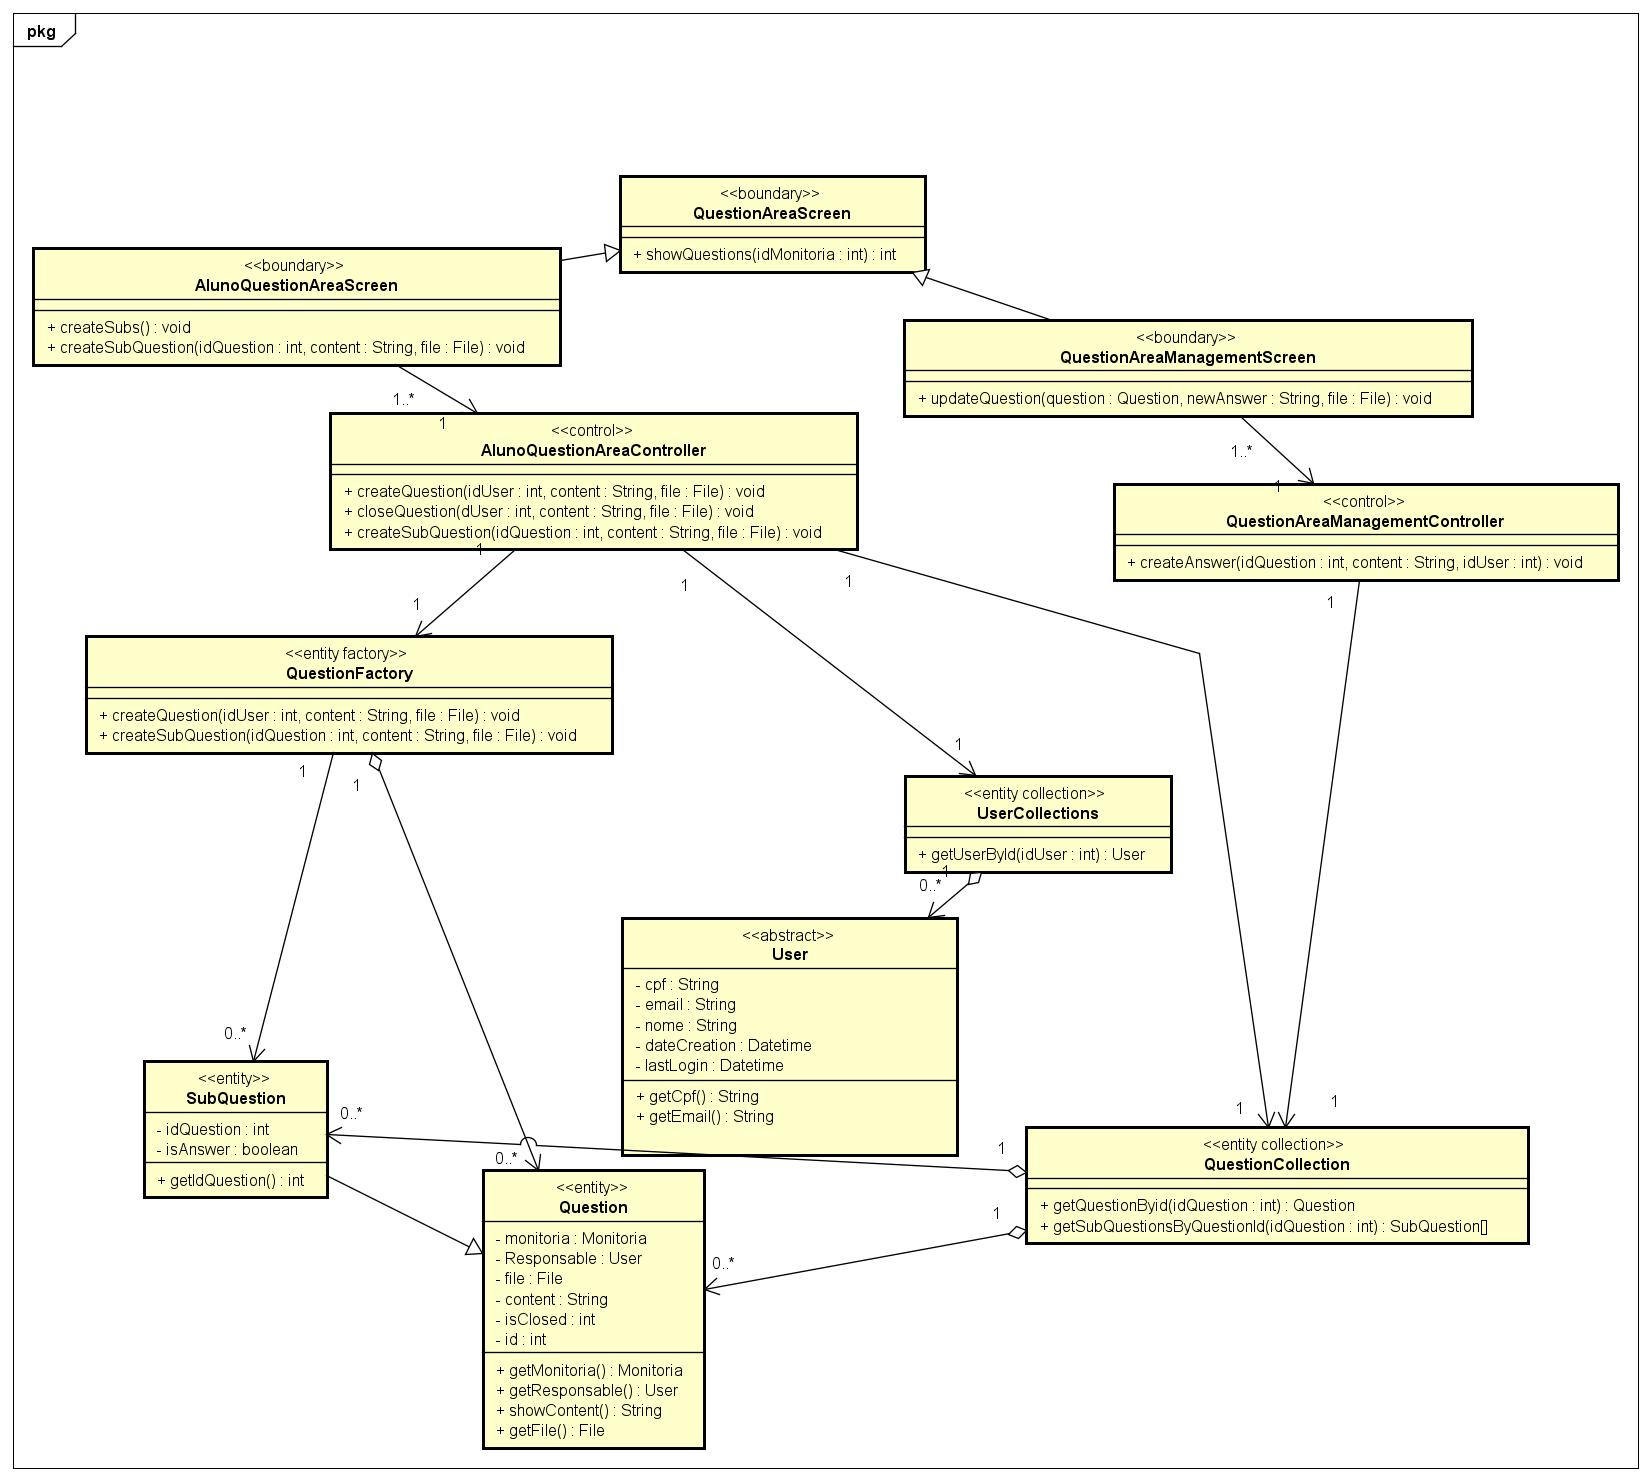 pkg
<<boundary>>
QuestionAreaScreen
+ showQuestions(idMonitoria : int) : int
<<boundary>>
AlunoQuestionAreaScreen
+ createSubs() : void
+ createSubQuestion(idQuestion : int, content : String, file : File) : void
<<boundary>>
QuestionAreaManagementScreen
+ updateQuestion(question : Question, newAnswer : String, file : File) : void
1..*
1
<<control>>
AlunoQuestionAreaController
+ createQuestion(idUser : int, content : String, file : File) : void
+ closeQuestion(dUser : int, content : String, file : File) : void
+ createSubQuestion(idQuestion : int, content : String, file : File) : void
1..*
1
<<control>>
QuestionAreaManagementController
+ createAnswer(idQuestion : int, content : String, idUser : int) : void
1
1
1
1
1
<<entity factory>>
QuestionFactory
+ createQuestion(idUser : int, content : String, file : File) : void
+ createSubQuestion(idQuestion : int, content : String, file : File) : void
1
1
1
<<entity collection>>
UserCollections
+ getUserById(idUser : int) : User
1
0..*
<<abstract>>
User
- cpf : String
- email : String
- nome : String
- dateCreation : Datetime
- lastLogin : Datetime
+ getCpf() : String
+ getEmail() : String
0..*
<<entity>>
SubQuestion
- idQuestion : int
- isAnswer : boolean
+ getIdQuestion() : int
0..*
0..*
1
1
1
<<entity collection>>
QuestionCollection
+ getQuestionByid(idQuestion : int) : Question
+ getSubQuestionsByQuestionId(idQuestion : int) : SubQuestion[]
1
0..*
<<entity>>
Question
- monitoria : Monitoria
- Responsable : User
- file : File
- content : String
- isClosed : int
- id : int
+ getMonitoria() : Monitoria
+ getResponsable() : User
+ showContent() : String
+ getFile() : File